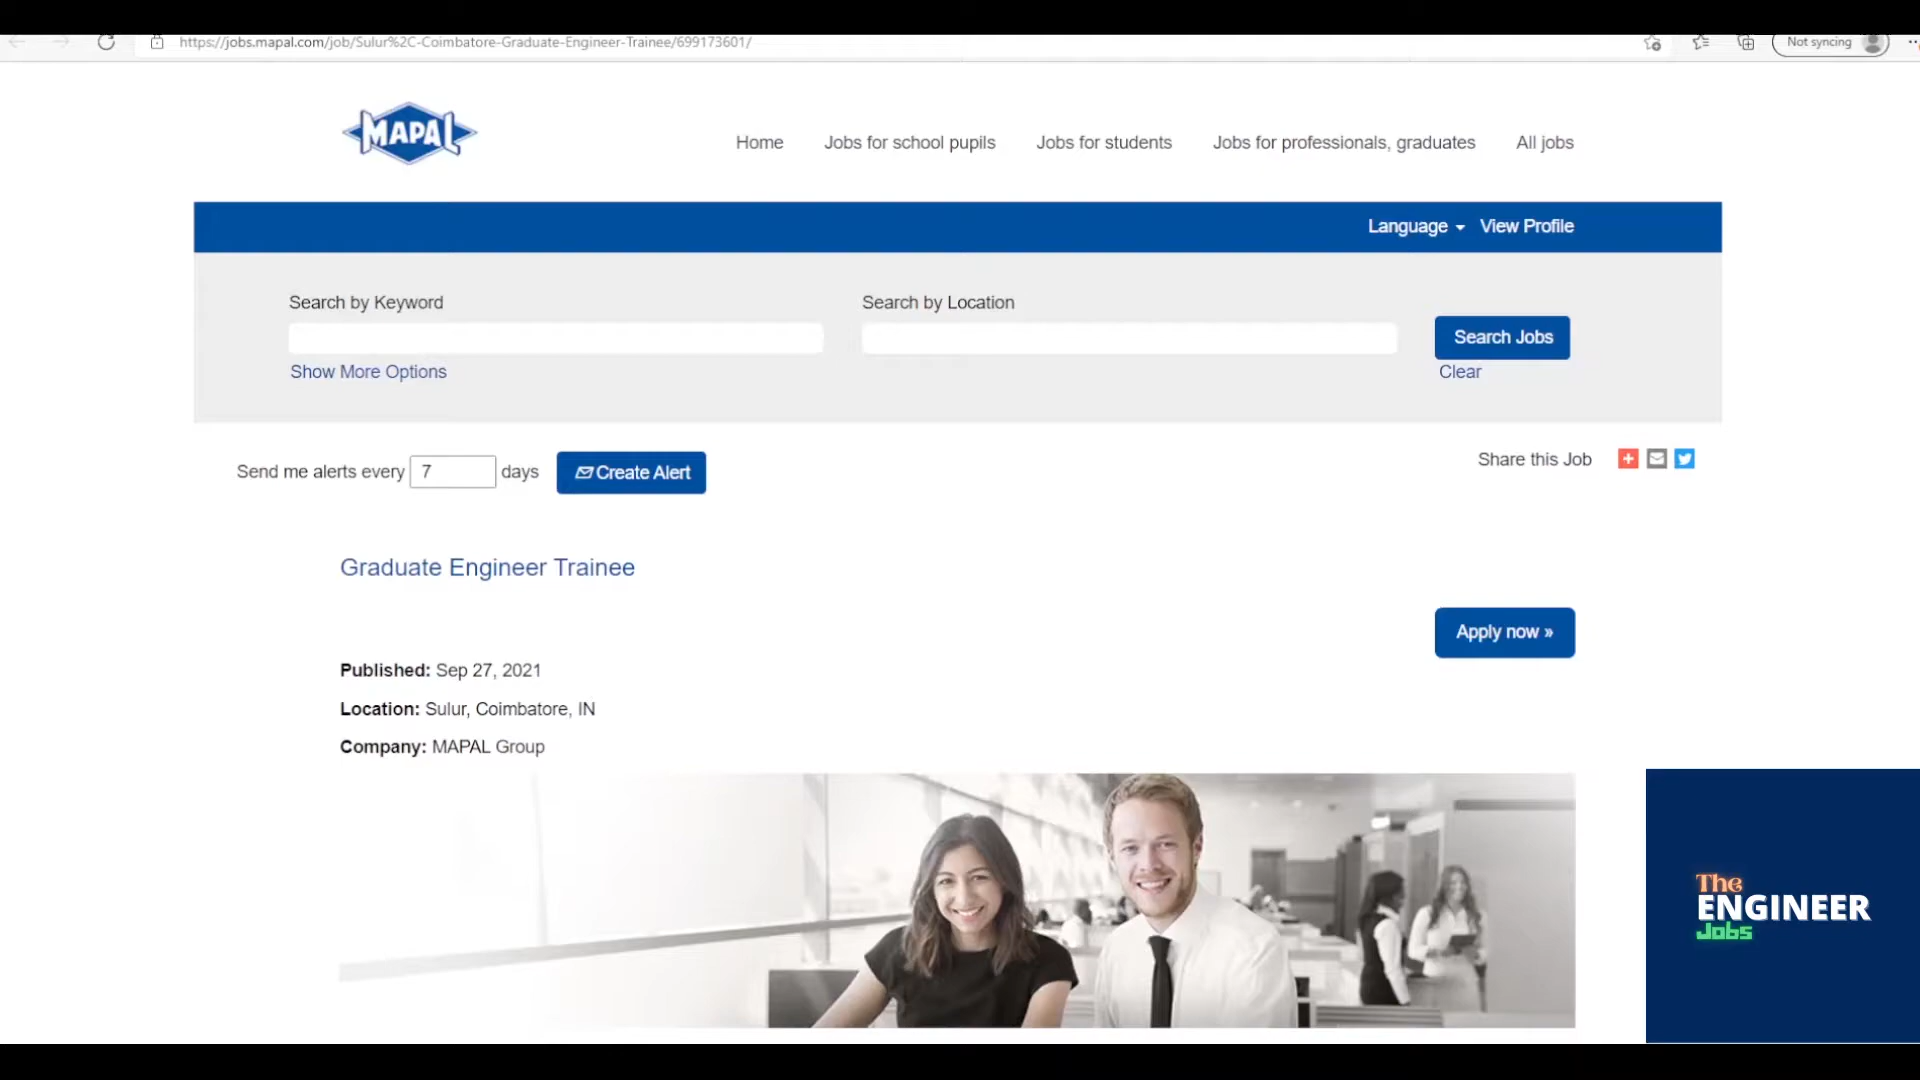 https://jobs.mapal.com/job/Sulur%2C-Coimbatore-Graduate-Engineer-Trainee/699173601/
Not syncing
MAPAL
Home
Jobs for school pupils
Jobs for students
Jobs for professionals, graduates
All jobs
Language
View Profile
Search by Keyword
Search by Location
Search Jobs
Show More Options
Clear
Send me alerts every 7 days
Create Alert
Share this Job
Graduate Engineer Trainee
Apply now »
Published: Sep 27, 2021
Location: Sulur, Coimbatore, IN
Company: MAPAL Group
The
ENGINEER
Jobs